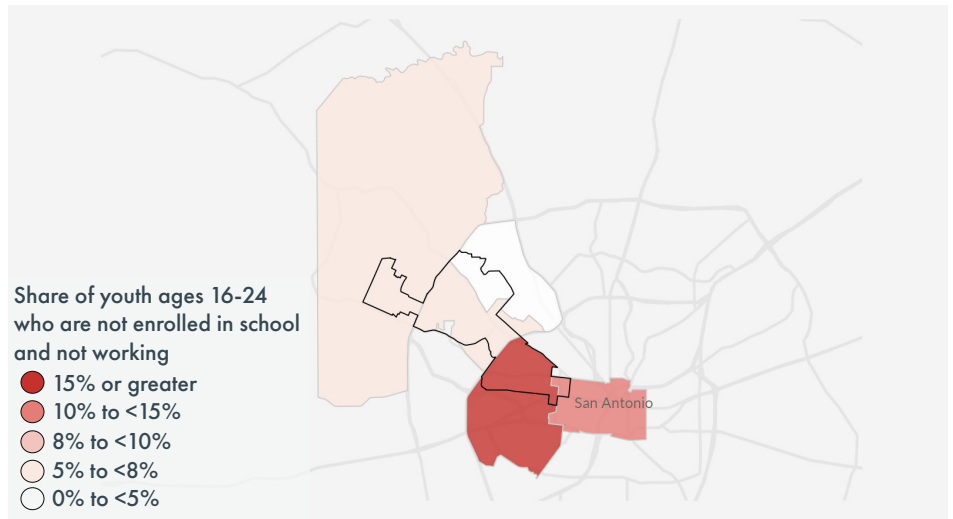 Share of youth ages 16-24
who are not enrolled in school
and not working
15% or greater
10% to <15%
8% to <10%
5% to <8%
0% to <5%
San Antonio